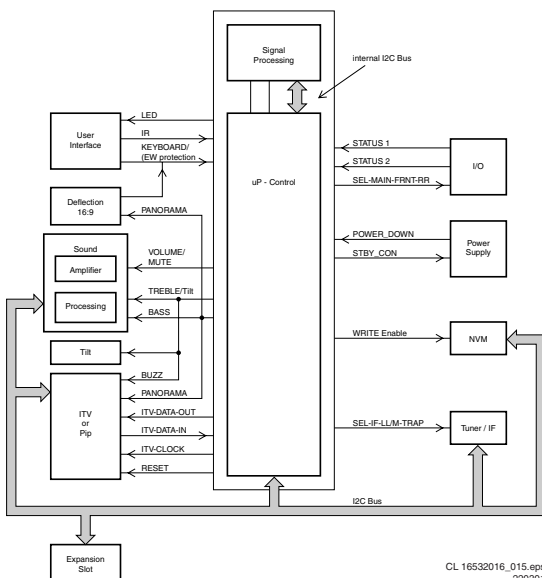 Signal
Processing
internal I2C Bus
LED
IR
KEYBOARD/
(EW protection
User
Interface
uP - Control
STATUS 1
STATUS 2
SEL-MAIN-FRNT-RR
I/O
Deflection
16:9
PANORAMA
Sound
Amplifier
Processing
VOLUME/
MUTE
TREBLE/Tilt
BASS
POWER_DOWN
STBY_CON
Power
Supply
WRITE Enable
NVM
Tilt
ITV
or
Pip
BUZZ
PANORAMA
ITV-DATA-OUT
ITV-DATA-IN
ITV-CLOCK
RESET
SEL-IF-LL/M-TRAP
Tuner / IF
I2C Bus
Expansion
Slot
CL 16532016_015.eps